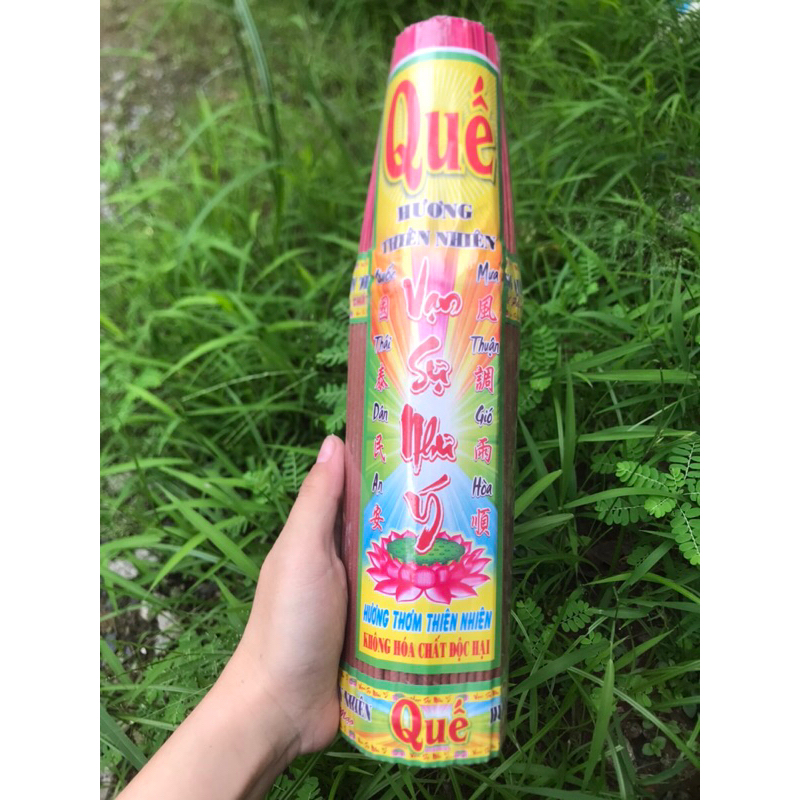 Quế
HƯƠNG
THIÊN NHIÊN
Vạn
Sự
Như
Ý
Quốc
國
Thái
泰
Dân
民
An
安
Mưa
風
Thuận
調
Gió
雨
Hòa
順
HƯƠNG THƠM THIÊN NHIÊN
KHÔNG HÓA CHẤT ĐỘC HẠI
NHIÊN
Quế